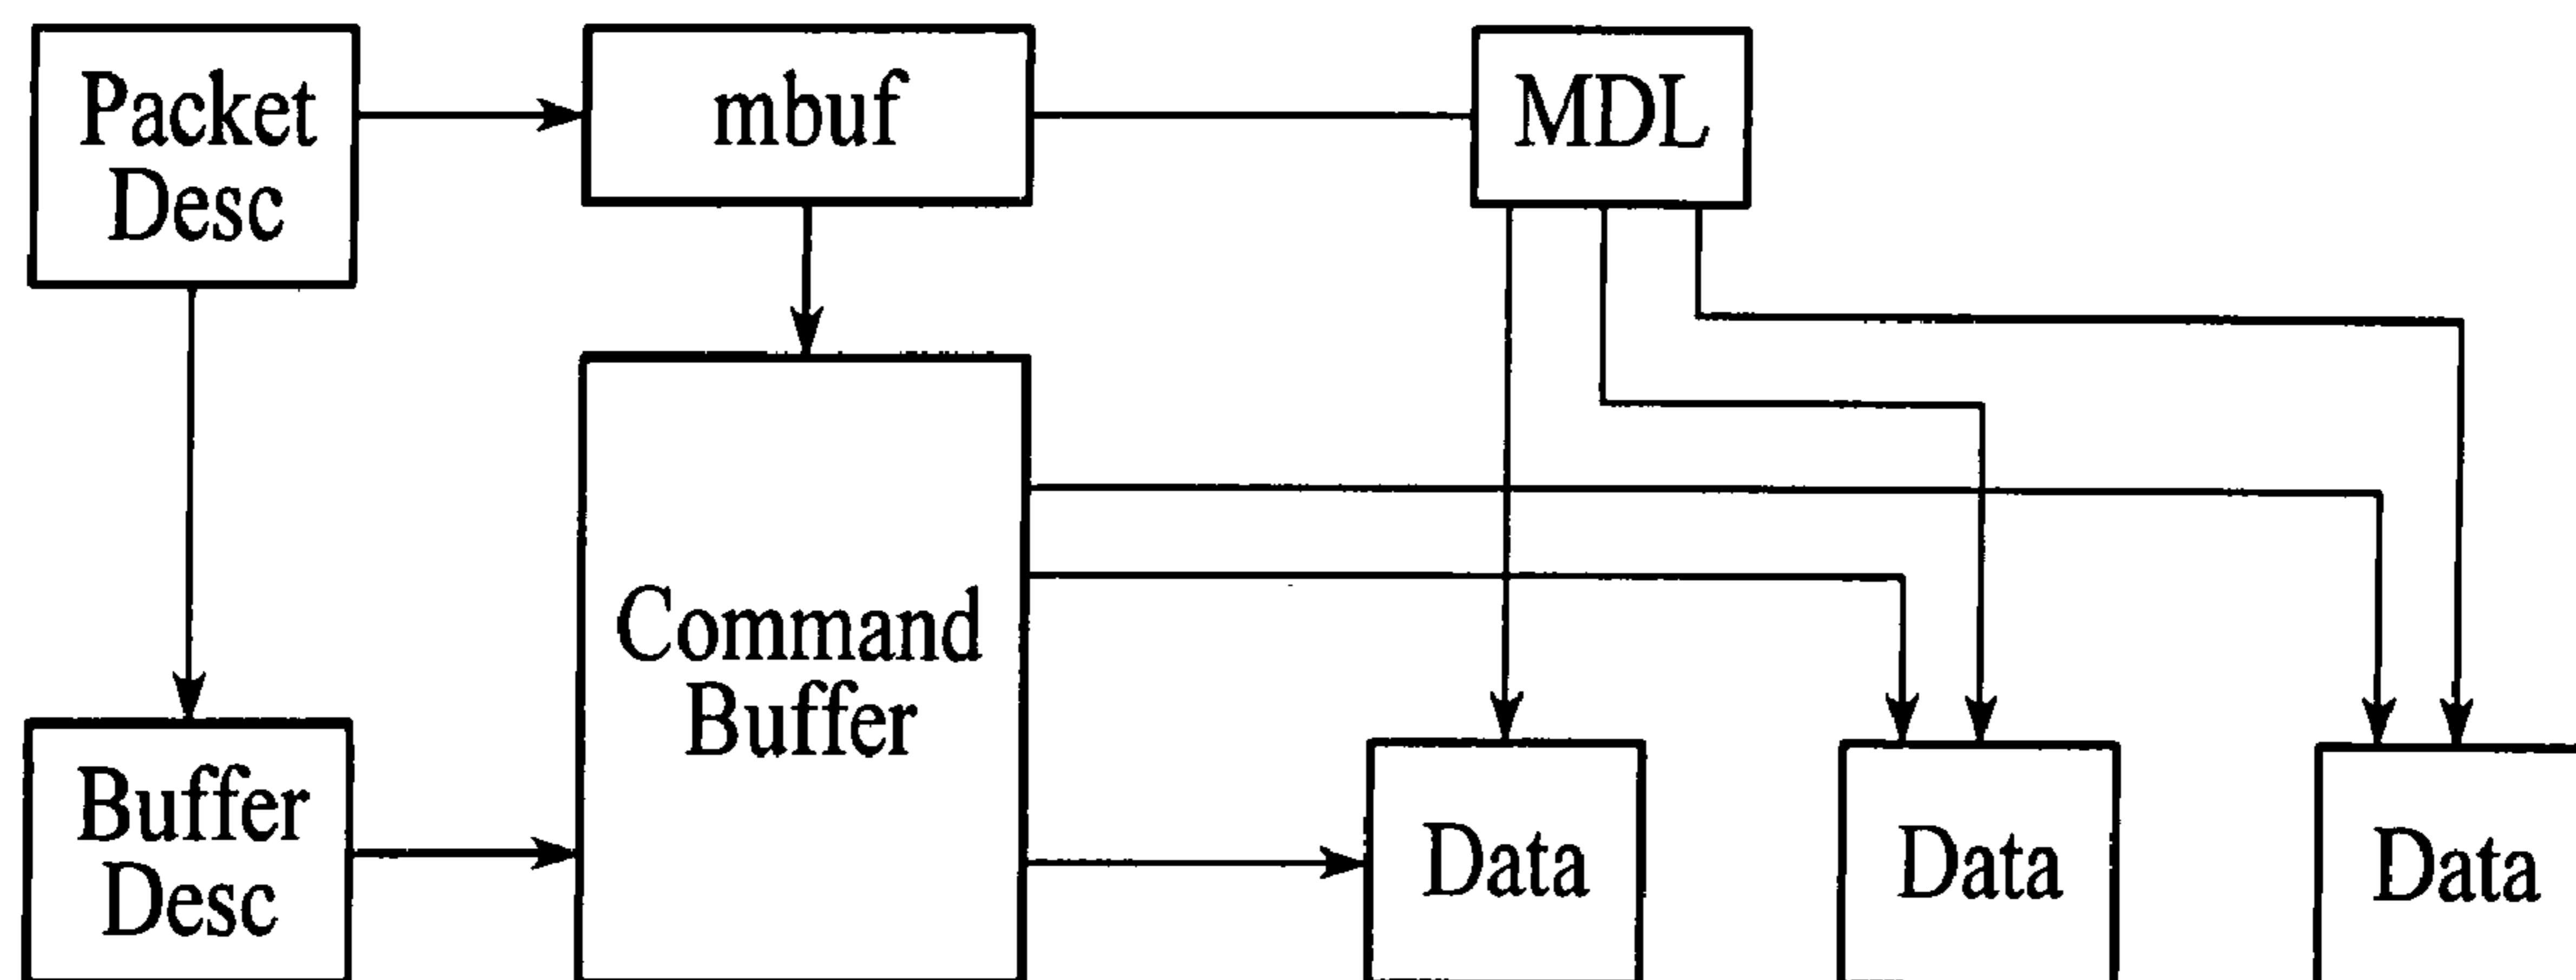 Packet
Desc
mbuf
MDL
Command
Buffer
Buffer
Desc
Data
Data
Data